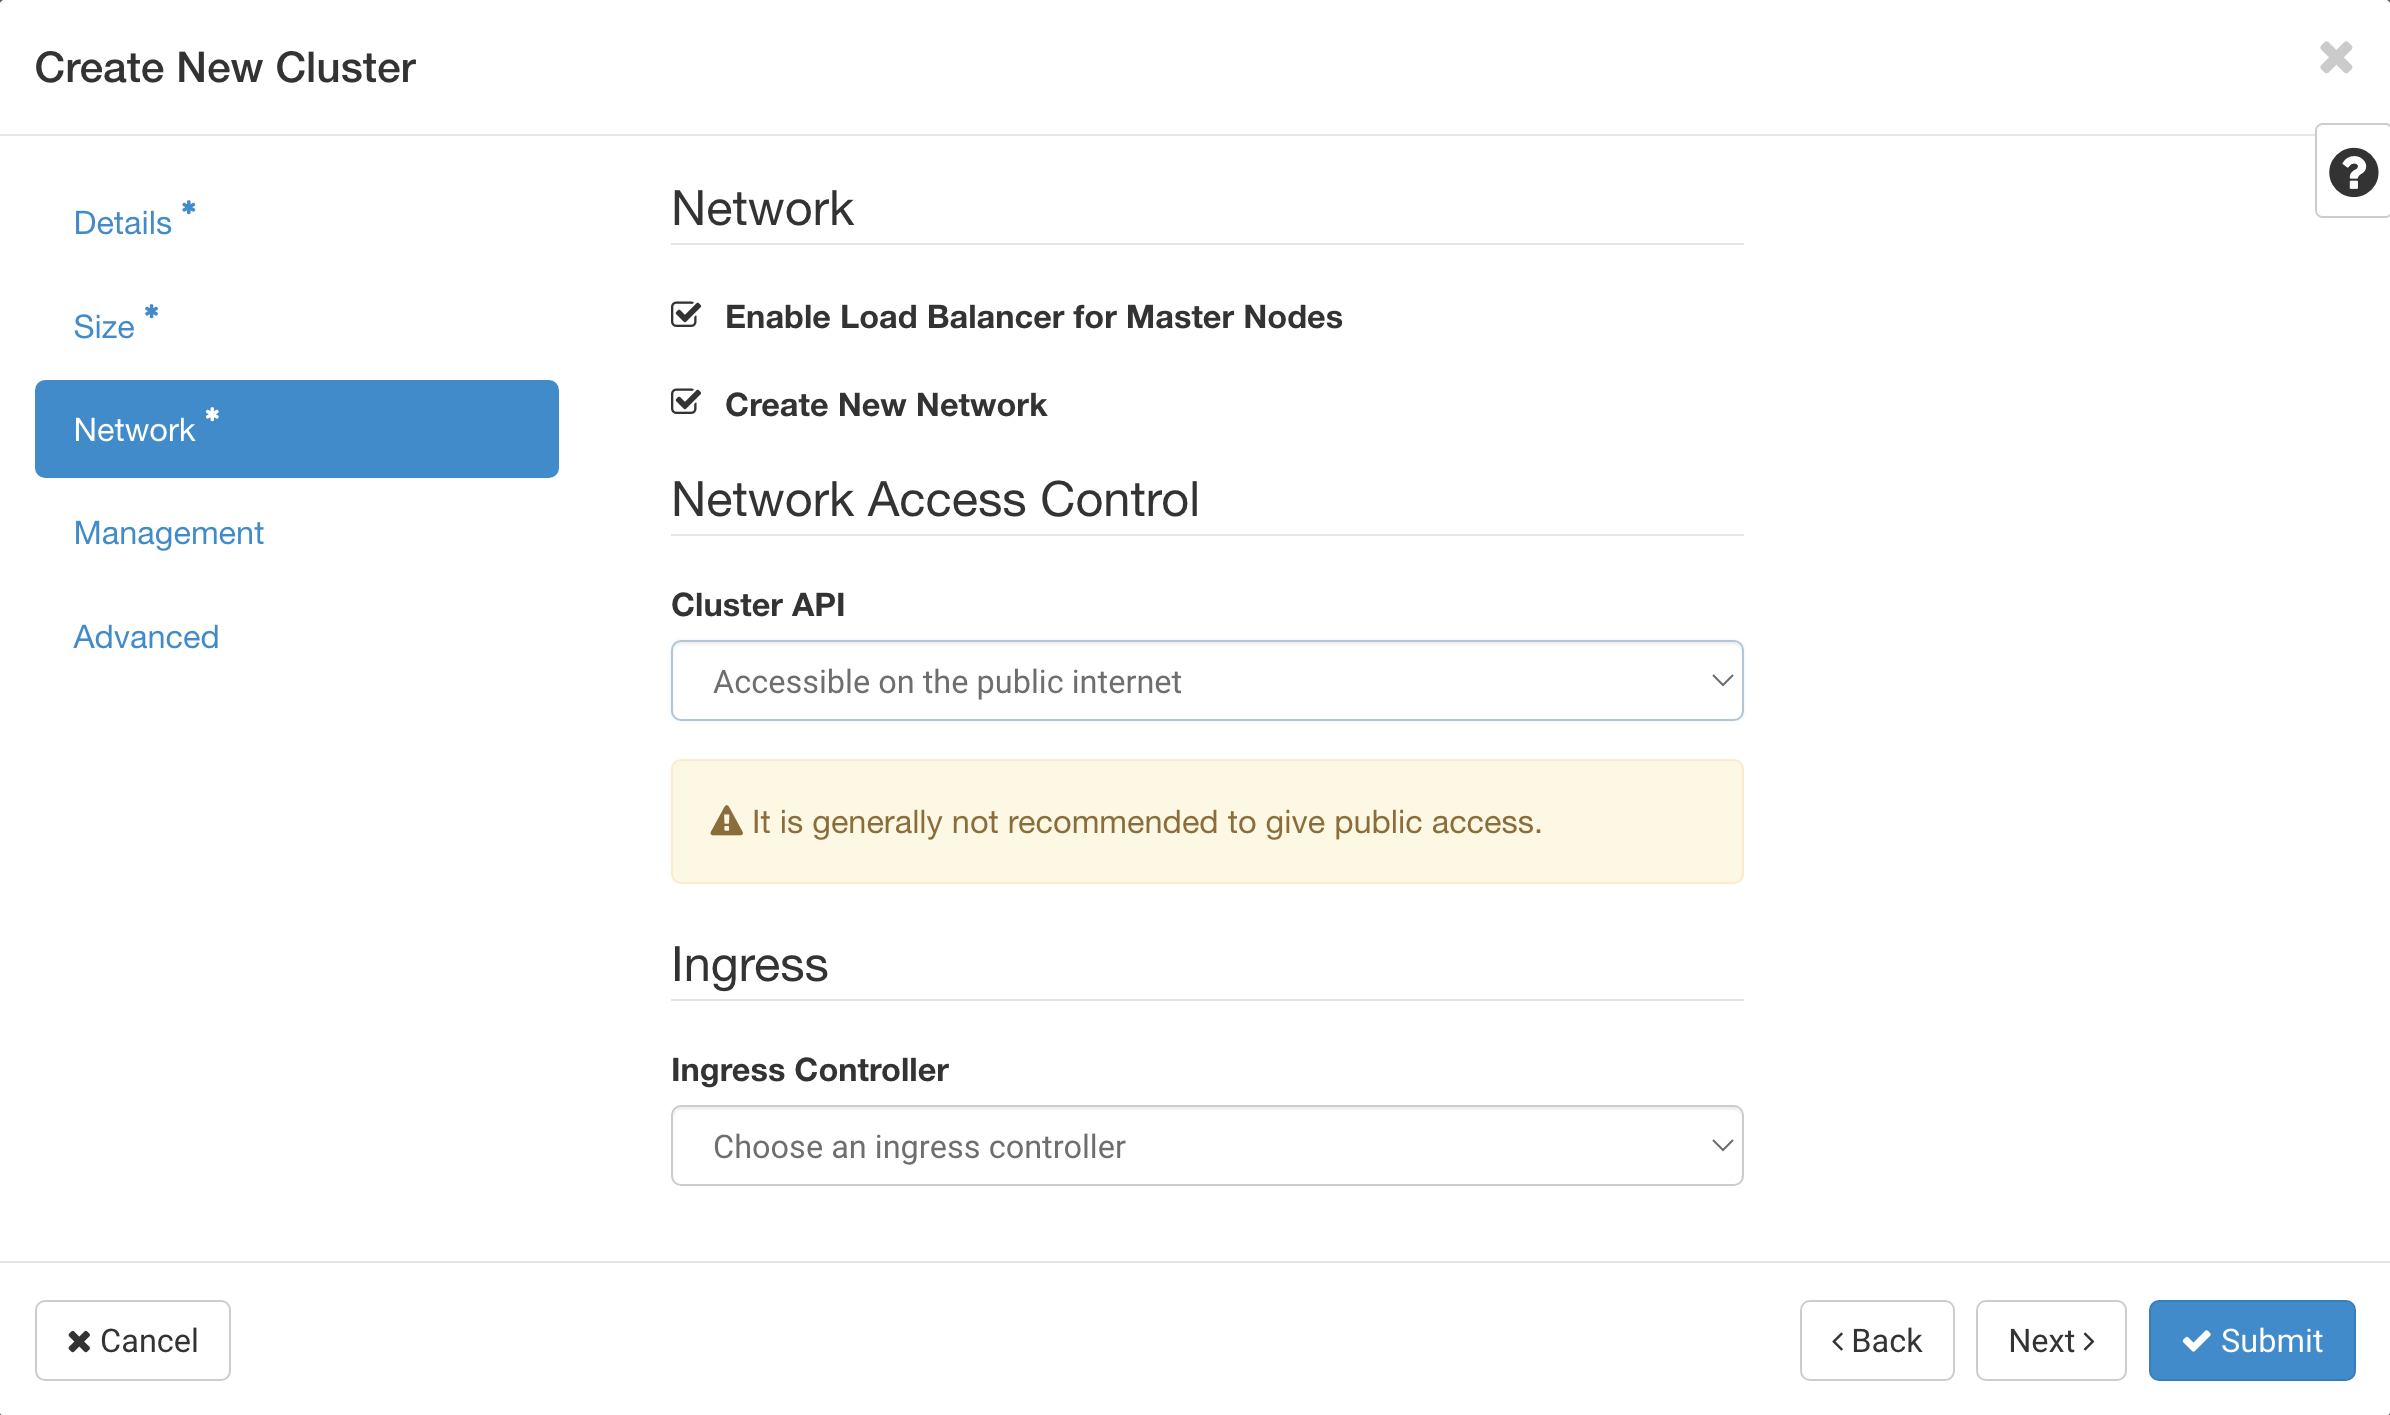 Create New Cluster
Details *
Size *
Network *
Management
Advanced
Network
Enable Load Balancer for Master Nodes
Create New Network
Network Access Control
Cluster API
Accessible on the public internet
It is generally not recommended to give public access.
Ingress
Ingress Controller
Choose an ingress controller
Cancel
Back
Next
Submit